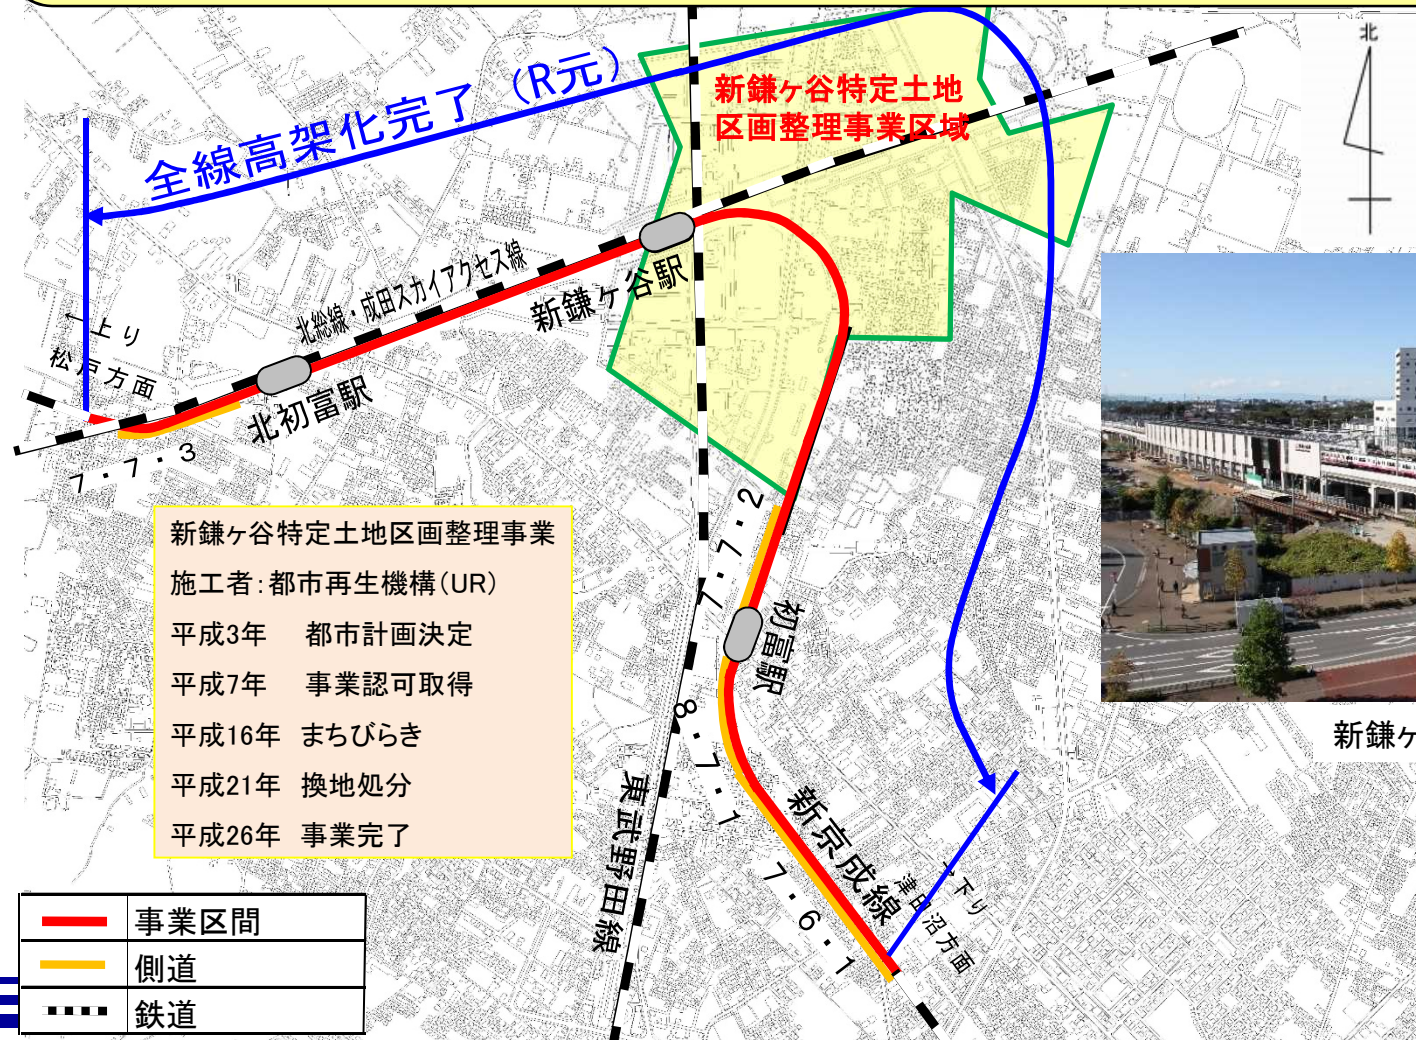 北
新鎌ヶ谷特定土地
区画整理事業区域
全線高架化完了（R元）
北総線・成田スカイアクセス線
新鎌ヶ谷駅
←上り
松戸方面
北初富駅
7・7・3
新鎌ヶ谷特定土地区画整理事業
施工者：都市再生機構（UR）
平成3年 都市計画決定
平成7年 事業認可取得
平成16年 まちびらき
平成21年 換地処分
平成26年 事業完了
7・7・2
初富駅
8・7・1
東武野田線
新京成線
7・6・1
下り
津田沼方面
新鎌ヶ
事業区間
側道
鉄道